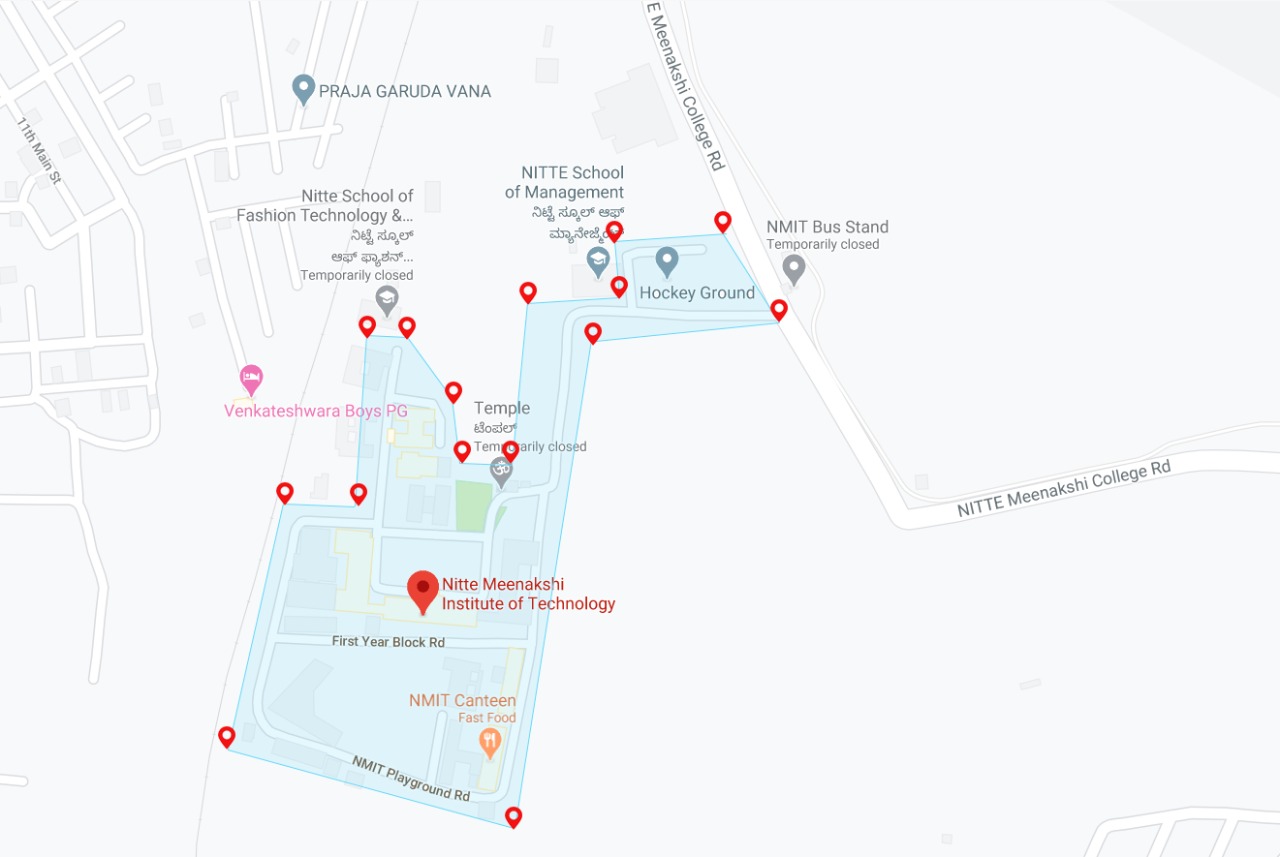 E Meenakshi College Rd
PRAJA GARUDA VANA
11th Main St
NITTE School
of Management
ನಿಟ್ಟೆ ಸ್ಕೂಲ್ ಆಫ್
Nitte School of
Fashion Technology &...
ನಿಟ್ಟೆ ಸ್ಕೂಲ್
ಆಫ್ ಫ್ಯಾಶನ್...
Temporarily closed
NMIT Bus Stand
Temporarily closed
Hockey Ground
Venkateshwara Boys PG
Temple
ಟೆಂಪಲ್
Temporarily closed
NITTE Meenakshi College Rd
Nitte Meenakshi
Institute of Technology
First Year Block Rd
NMIT Canteen
Fast Food
NMIT Playground Rd